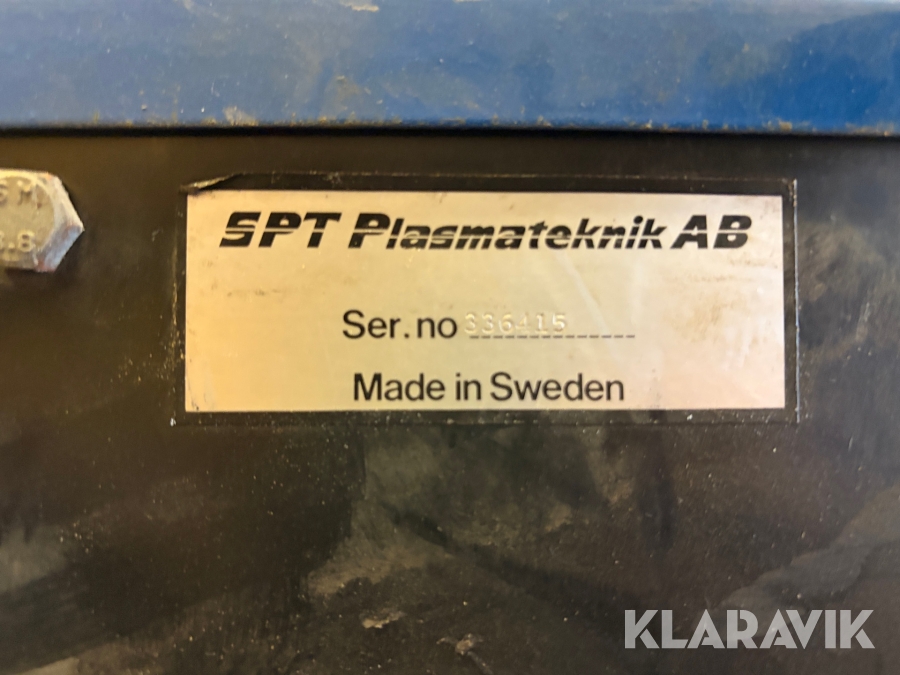 SPT Plasmateknik AB
Ser.no 336415
Made in Sweden
KLARAVIK